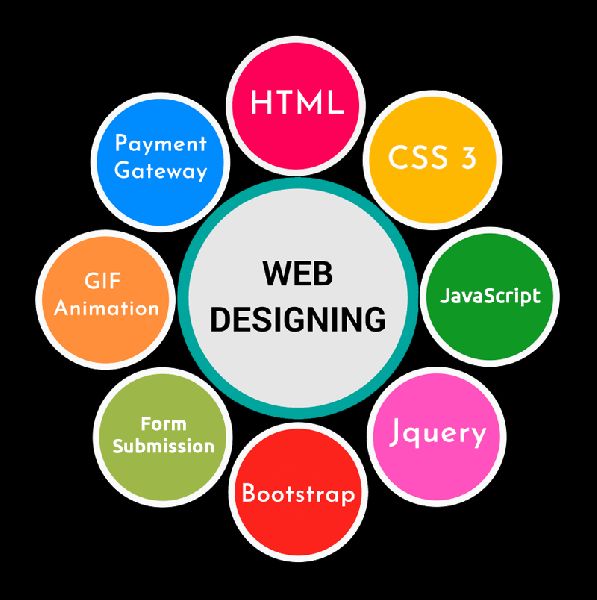 WEB
DESIGNING
HTML
CSS 3
JavaScript
Jquery
Bootstrap
Form
Submission
GIF
Animation
Payment
Gateway